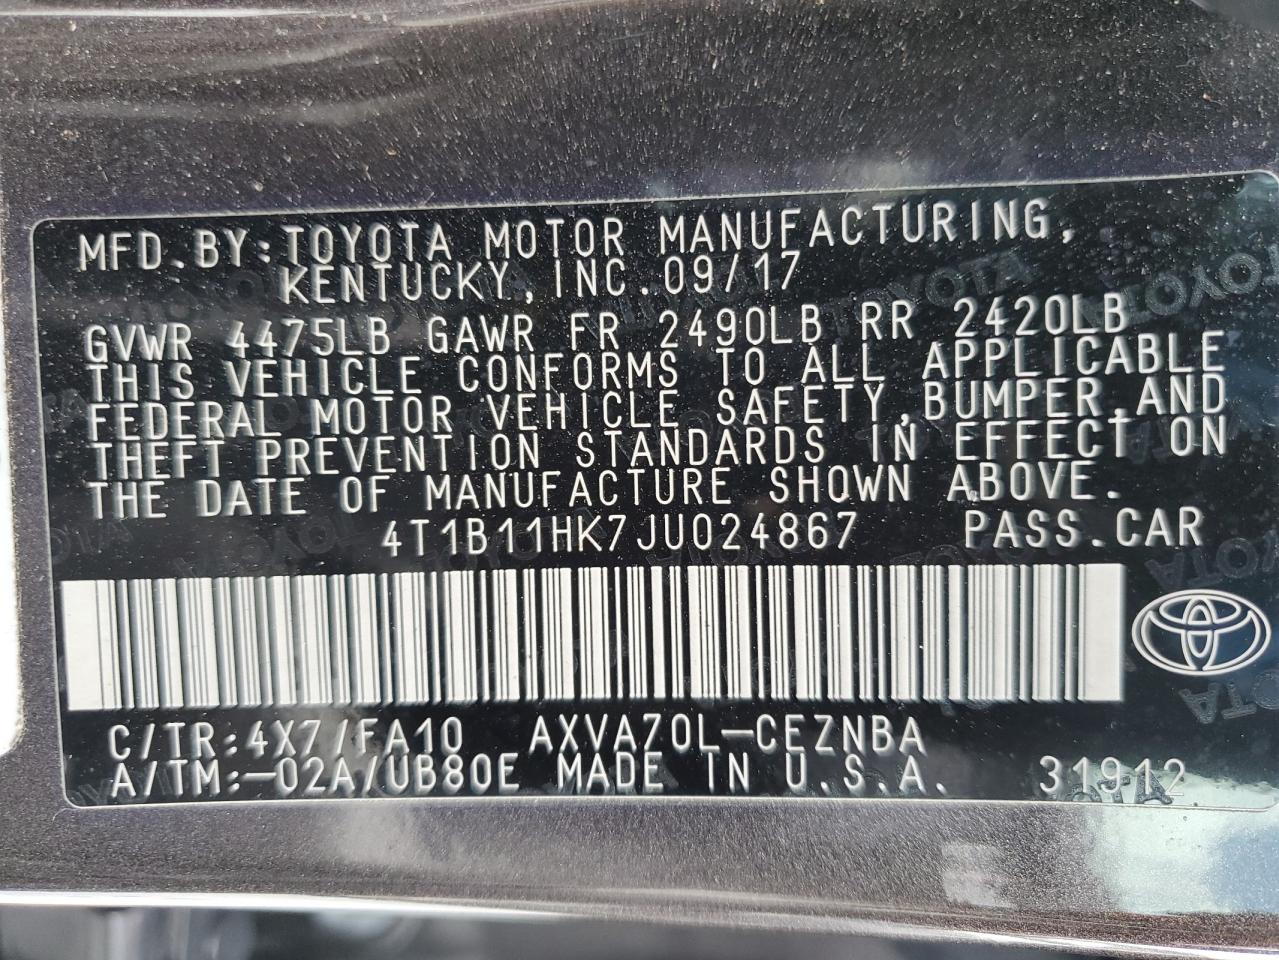 MFD.BY:TOYOTA MOTOR MANUFACTURING,
KENTUCKY,INC.09/17
GVWR 4475LB GAWR FR 2490LB RR 2420LB
THIS VEHICLE CONFORMS TO ALL APPLICABLE
FEDERAL MOTOR VEHICLE SAFETY,BUMPER,AND
THEFT PREVENTION STANDARDS IN EFFECT ON
THE DATE OF MANUFACTURE SHOWN ABOVE.
4T1B11HK7JU024867 PASS.CAR
C/TR:4X7/FA10 AXVA70L-CEZNBA
A/TM:-02A/UB80E MADE IN U.S.A. 31912